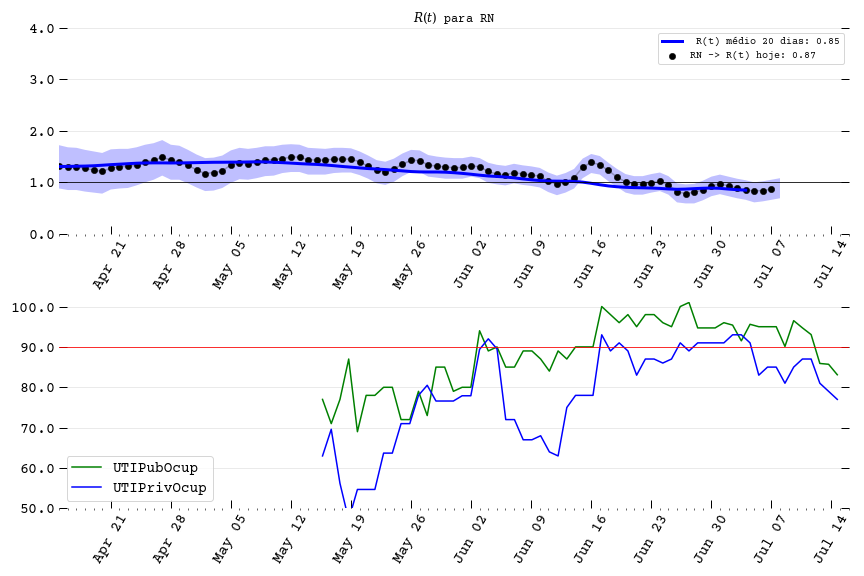 R(t) para RN
4.0
R(t) médio 20 dias: 0.85
RN -> R(t) hoje: 0.87
3.0
2.0
1.0
0.0
Apr 21
Apr 28
May 05
May 12
May 19
May 26
Jun 02
Jun 09
Jun 16
Jun 23
Jun 30
Jul 07
Jul 14
100.0
90.0
80.0
70.0
60.0
50.0
UTIPubOcup
UTIPrivOcup
Apr 21
Apr 28
May 05
May 12
May 19
May 26
Jun 02
Jun 09
Jun 16
Jun 23
Jun 30
Jul 07
Jul 14